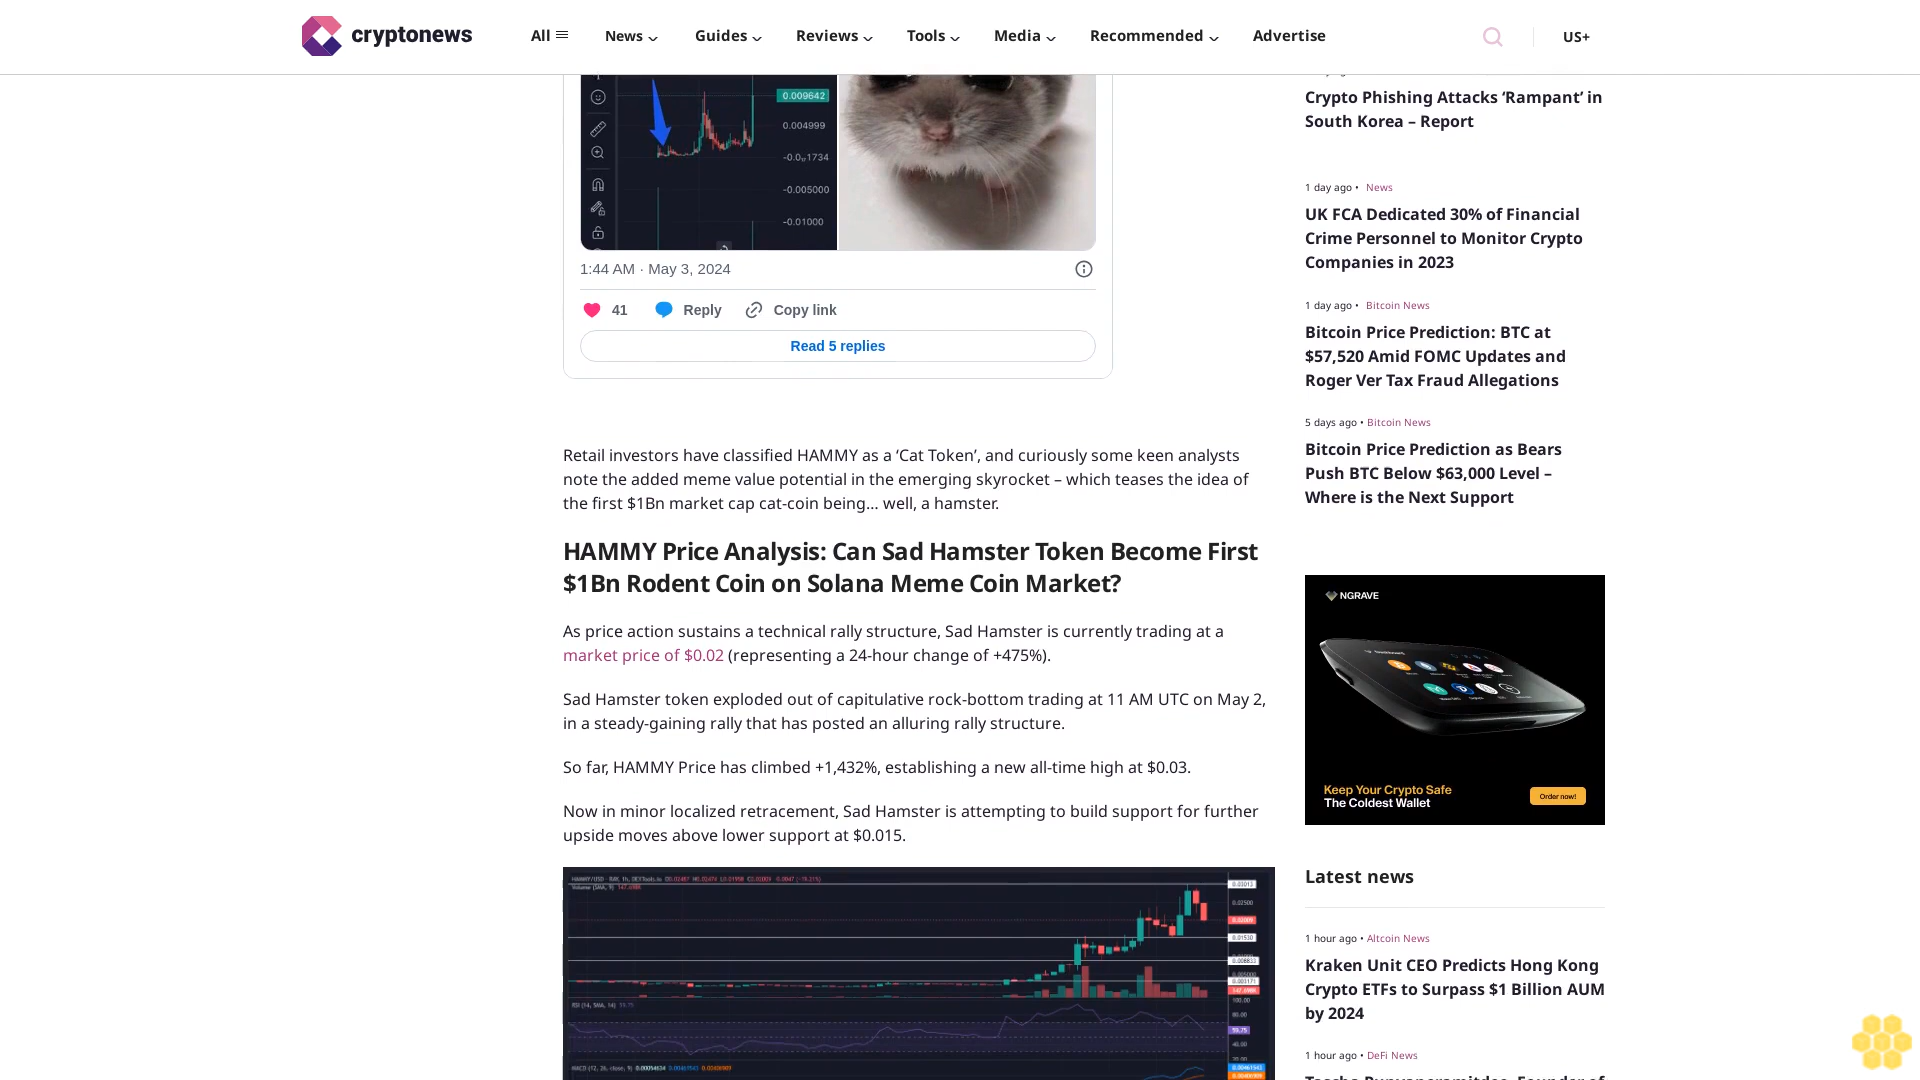 cryptonews
All
News
Guides
Reviews
Tools
Media
Recommended
Advertise
US+
0.009642
0.004999
-0.005000
-0.01000
1:44 AM · May 3, 2024
41
Reply
Copy link
Read 5 replies
Retail investors have classified HAMMY as a ‘Cat Token’, and curiously some keen analysts
note the added meme value potential in the emerging skyrocket – which teases the idea of
the first $1Bn market cap cat-coin being… well, a hamster.
HAMMY Price Analysis: Can Sad Hamster Token Become First
$1Bn Rodent Coin on Solana Meme Coin Market?
As price action sustains a technical rally structure, Sad Hamster is currently trading at a
market price of $0.02 (representing a 24-hour change of +475%).
Sad Hamster token exploded out of capitulative rock-bottom trading at 11 AM UTC on May 2,
in a steady-gaining rally that has posted an alluring rally structure.
So far, HAMMY Price has climbed +1,432%, establishing a new all-time high at $0.03.
Now in minor localized retracement, Sad Hamster is attempting to build support for further
upside moves above lower support at $0.015.
Crypto Phishing Attacks ‘Rampant’ in
South Korea – Report
1 day ago • News
UK FCA Dedicated 30% of Financial
Crime Personnel to Monitor Crypto
Companies in 2023
1 day ago • Bitcoin News
Bitcoin Price Prediction: BTC at
$57,520 Amid FOMC Updates and
Roger Ver Tax Fraud Allegations
5 days ago • Bitcoin News
Bitcoin Price Prediction as Bears
Push BTC Below $63,000 Level –
Where is the Next Support
NGRAVE
Keep Your Crypto Safe
The Coldest Wallet
Order now!
Latest news
1 hour ago • Altcoin News
Kraken Unit CEO Predicts Hong Kong
Crypto ETFs to Surpass $1 Billion AUM
by 2024
1 hour ago • DeFi News